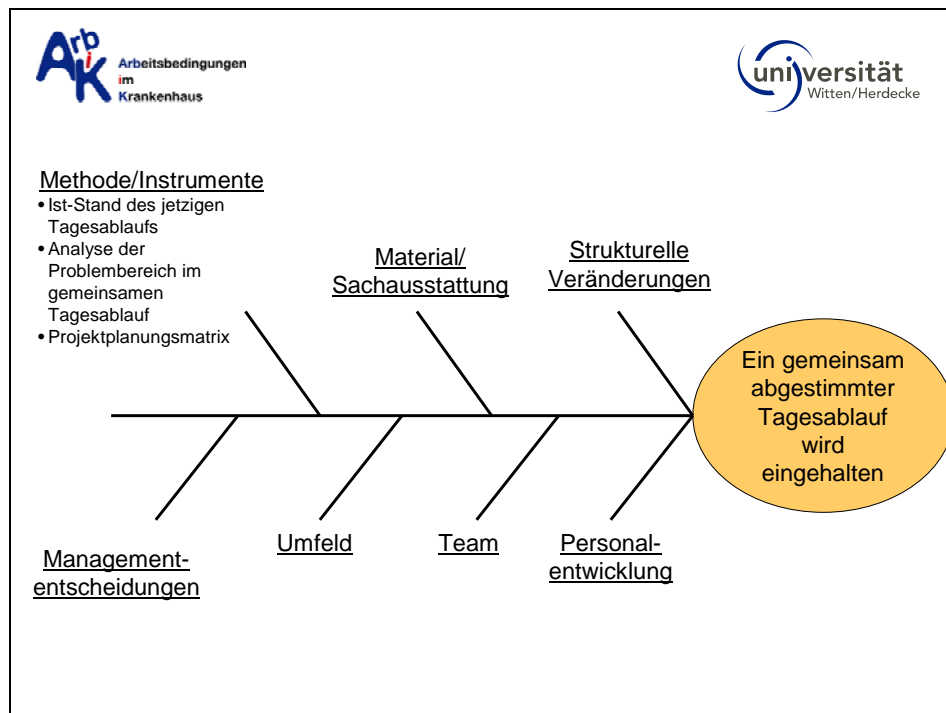 Arbik
Arbeitsbedingungen
im
Krankenhaus
universität
Witten/Herdecke
Methode/Instrumente
• Ist-Stand des jetzigen
Tagesablaufs
• Analyse der
Problembereich im
gemeinsamen
Tagesablauf
• Projektplanungsmatrix
Material/
Sachausstattung
Strukturelle
Veränderungen
Ein gemeinsam
abgestimmter
Tagesablauf
wird
eingehalten
Management-
entscheidungen
Umfeld
Team
Personal-
entwicklung